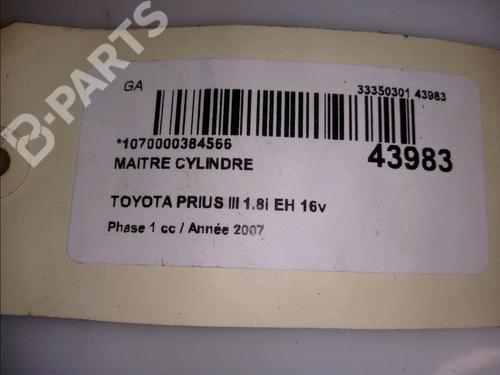 B-PARTS
GA
33350301 43983
*1070000384566
43983
MAITRE CYLINDRE
TOYOTA PRIUS III 1.8i EH 16v
Phase 1 cc / Année 2007